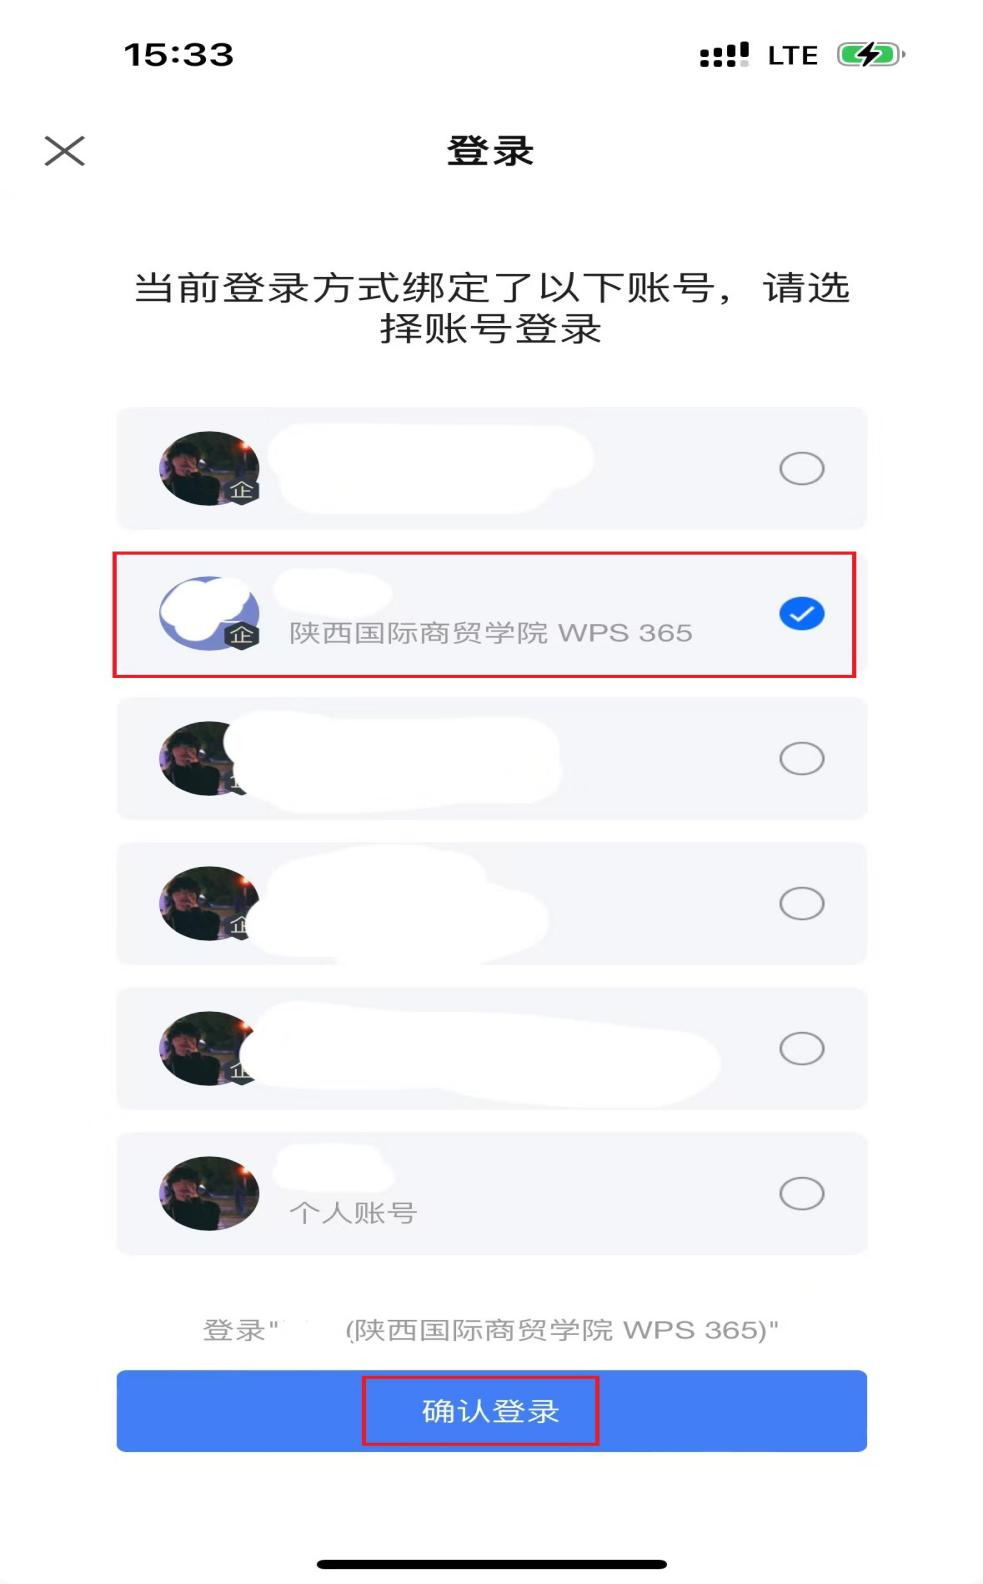 15:33
LTE
登录
当前登录方式绑定了以下账号，请选
择账号登录
企
企
陕西国际商贸学院 WPS 365
企
企
个人账号
登录" (陕西国际商贸学院 WPS 365)"
确认登录